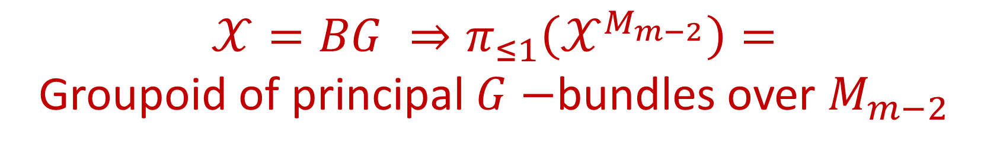 𝒳 = BG ⇒ π≤1(𝒳^{M_{m−2}}) =
Groupoid of principal G −bundles over M_{m−2}